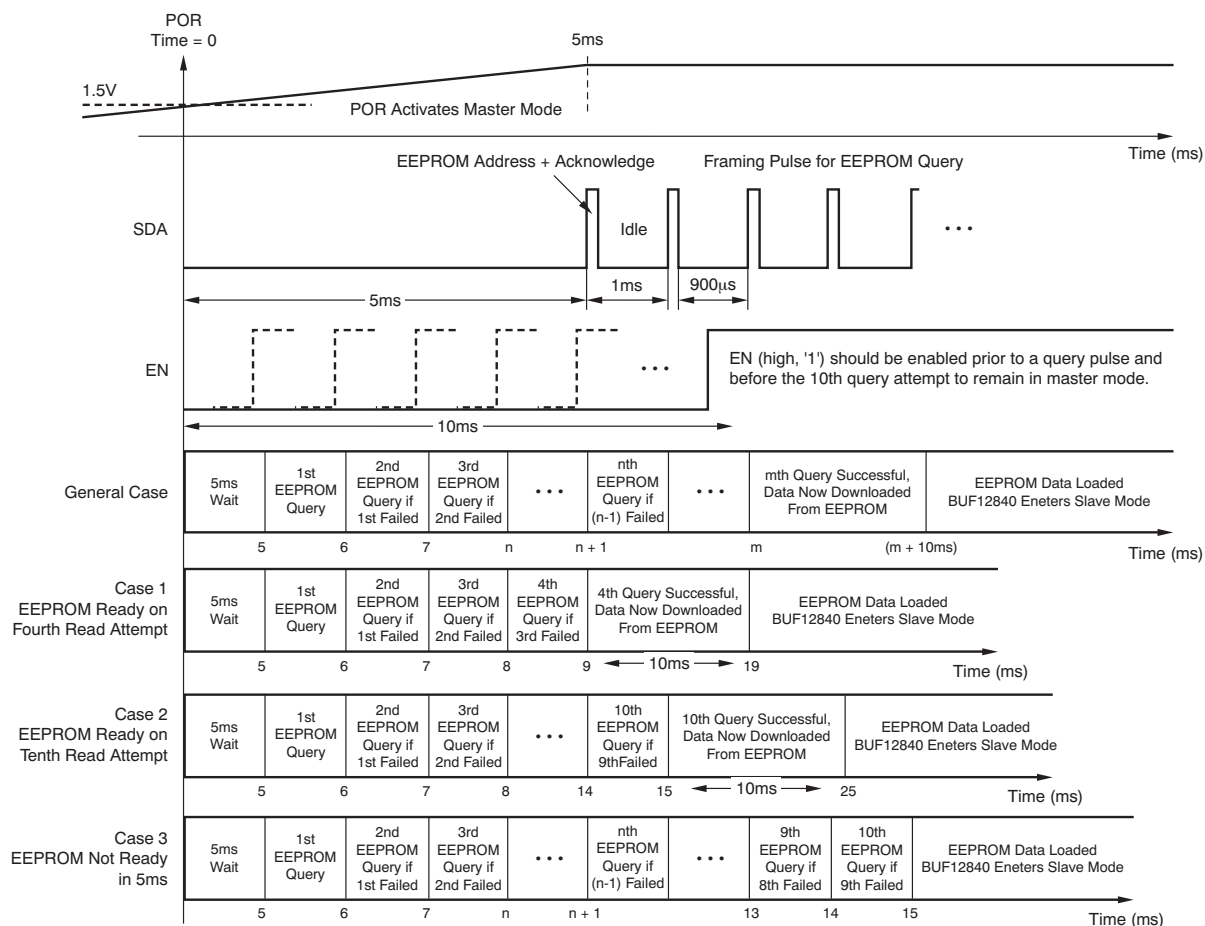 POR
Time = 0
5ms
1.5V
POR Activates Master Mode
Time (ms)
EEPROM Address + Acknowledge
Framing Pulse for EEPROM Query
SDA
Idle
• • •
5ms
1ms
900μs
EN
• • •
EN (high, '1') should be enabled prior to a query pulse and
before the 10th query attempt to remain in master mode.
10ms
General Case
5ms
Wait
1st
EEPROM
Query
2nd
EEPROM
Query if
1st Failed
3rd
EEPROM
Query if
2nd Failed
• • •
nth
EEPROM
Query if
(n-1) Failed
• • •
mth Query Successful,
Data Now Downloaded
From EEPROM
EEPROM Data Loaded
BUF12840 Eneters Slave Mode
5
6
7
n
n + 1
m
(m + 10ms)
Time (ms)
Case 1
EEPROM Ready on
Fourth Read Attempt
5ms
Wait
1st
EEPROM
Query
2nd
EEPROM
Query if
1st Failed
3rd
EEPROM
Query if
2nd Failed
4th
EEPROM
Query if
3rd Failed
4th Query Successful,
Data Now Downloaded
From EEPROM
EEPROM Data Loaded
BUF12840 Eneters Slave Mode
5
6
7
8
9
10ms
19
Time (ms)
Case 2
EEPROM Ready on
Tenth Read Attempt
5ms
Wait
1st
EEPROM
Query
2nd
EEPROM
Query if
1st Failed
3rd
EEPROM
Query if
2nd Failed
• • •
10th
EEPROM
Query if
9thFailed
10th Query Successful,
Data Now Downloaded
From EEPROM
EEPROM Data Loaded
BUF12840 Eneters Slave Mode
5
6
7
8
14
15
10ms
25
Time (ms)
Case 3
EEPROM Not Ready
in 5ms
5ms
Wait
1st
EEPROM
Query
2nd
EEPROM
Query if
1st Failed
3rd
EEPROM
Query if
2nd Failed
• • •
nth
EEPROM
Query if
(n-1) Failed
• • •
9th
EEPROM
Query if
8th Failed
10th
EEPROM
Query if
9th Failed
EEPROM Data Loaded
BUF12840 Eneters Slave Mode
5
6
7
n
n + 1
13
14
15
Time (ms)